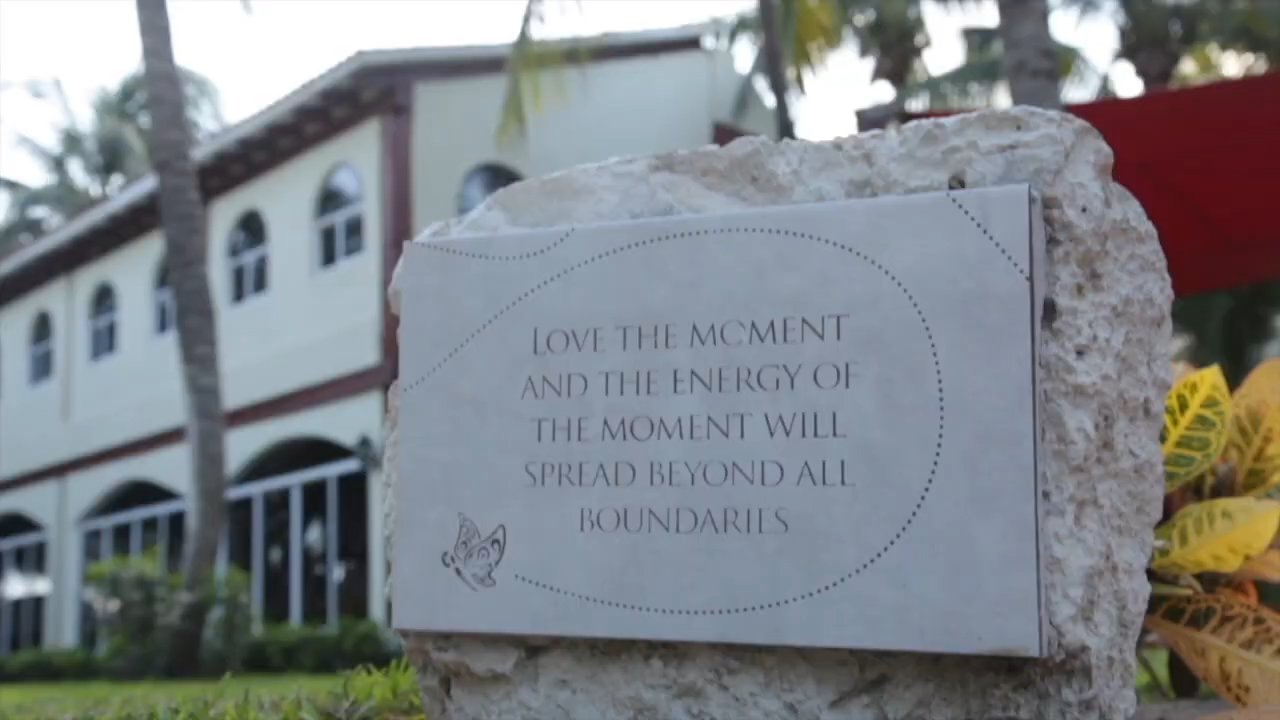 LOVE THE MOMENT
AND THE ENERGY OF
THE MOMENT WILL
SPREAD BEYOND ALL
BOUNDARIES